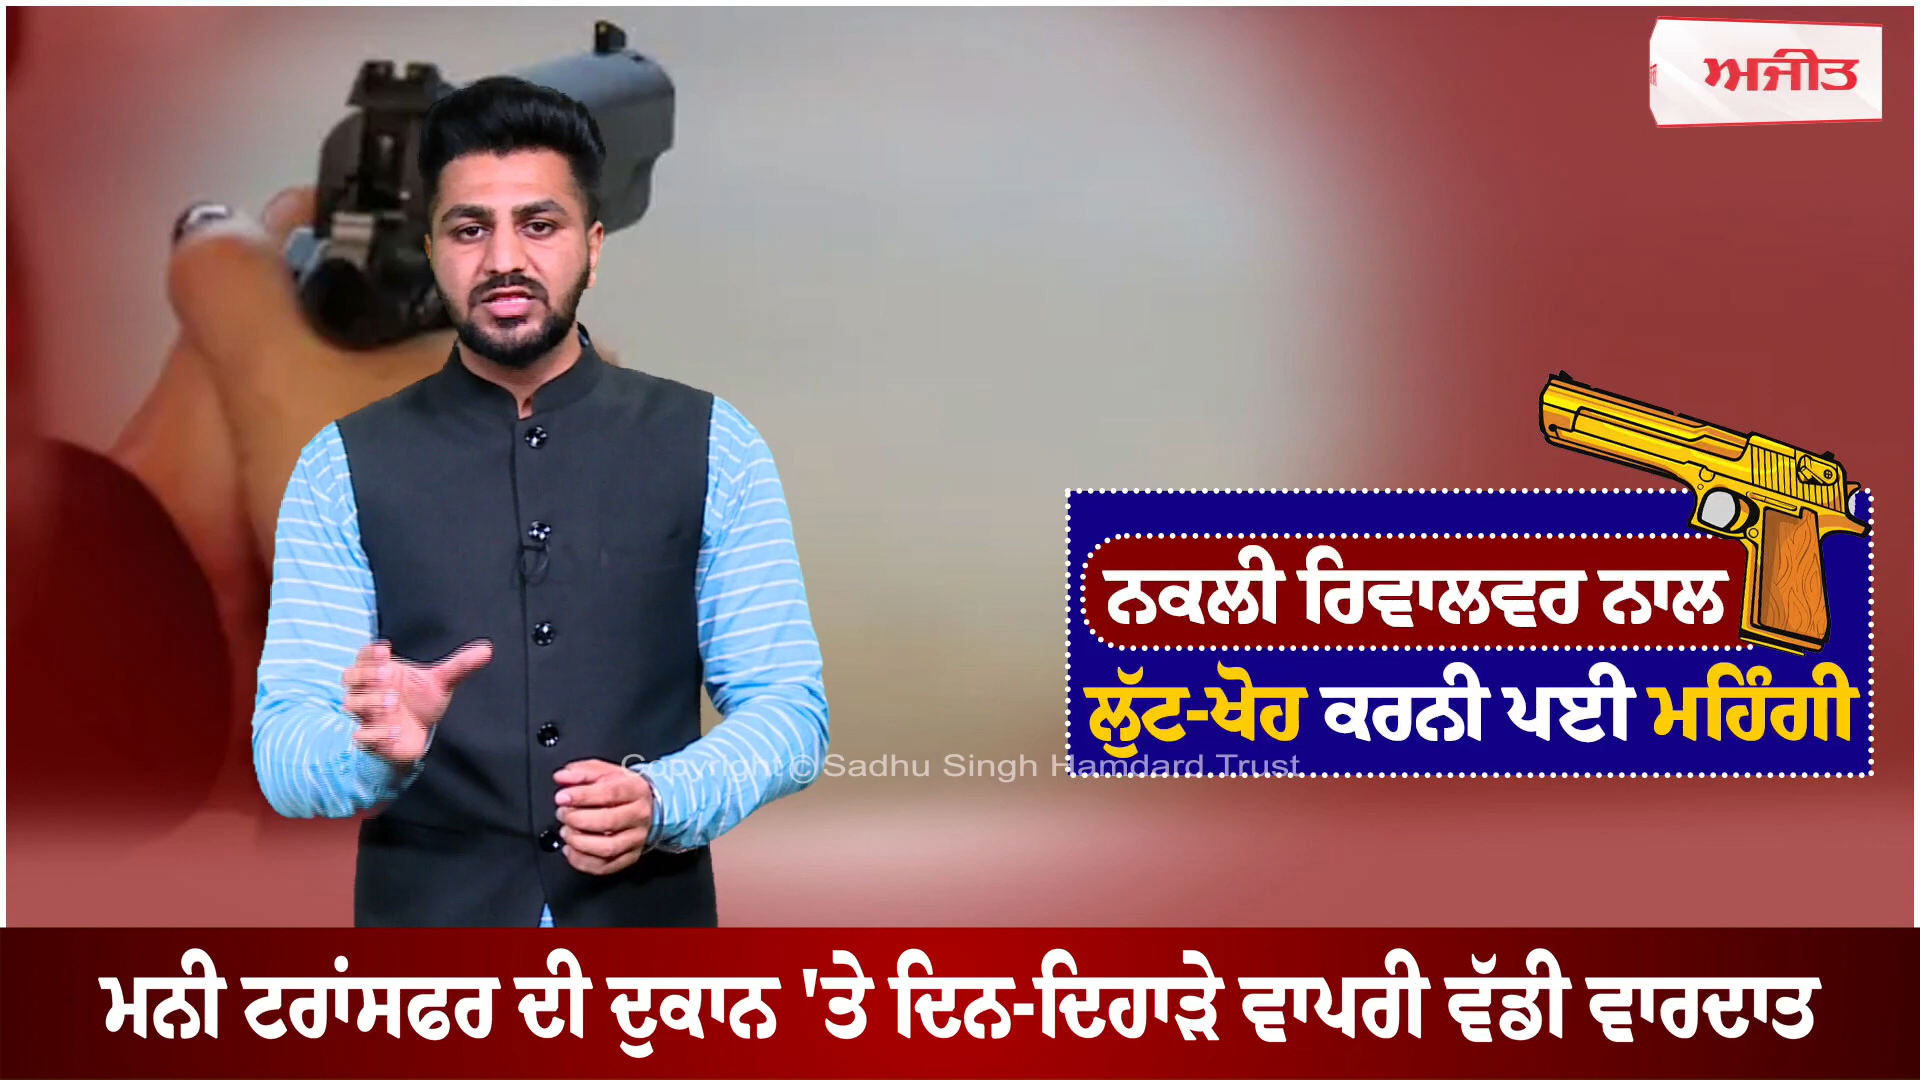 ਅਜੀਤ
ਨਕਲੀ ਰਿਵਾਲਵਰ ਨਾਲ
ਲੁੱਟ-ਖੋਹ ਕਰਨੀ ਪਈ ਮਹਿੰਗੀ
Copyright © Sadhu Singh Hamdard Trust
ਮਨੀ ਟਰਾਂਸਫਰ ਦੀ ਦੁਕਾਨ 'ਤੇ ਦਿਨ-ਦਿਹਾੜੇ ਵਾਪਰੀ ਵੱਡੀ ਵਾਰਦਾਤ